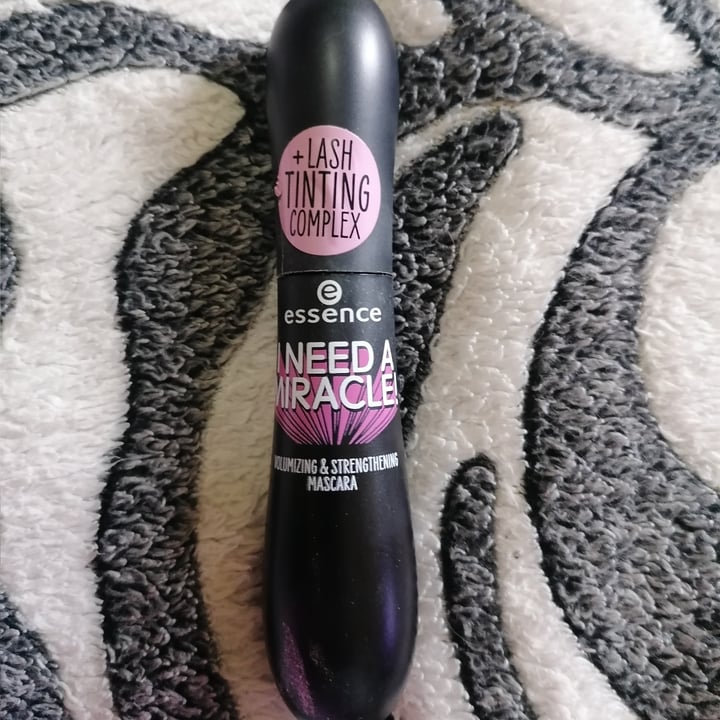 + LASH
TINTING
COMPLEX
e
essence
I NEED A
MIRACLE!
VOLUMIZING & STRENGTHENING
MASCARA